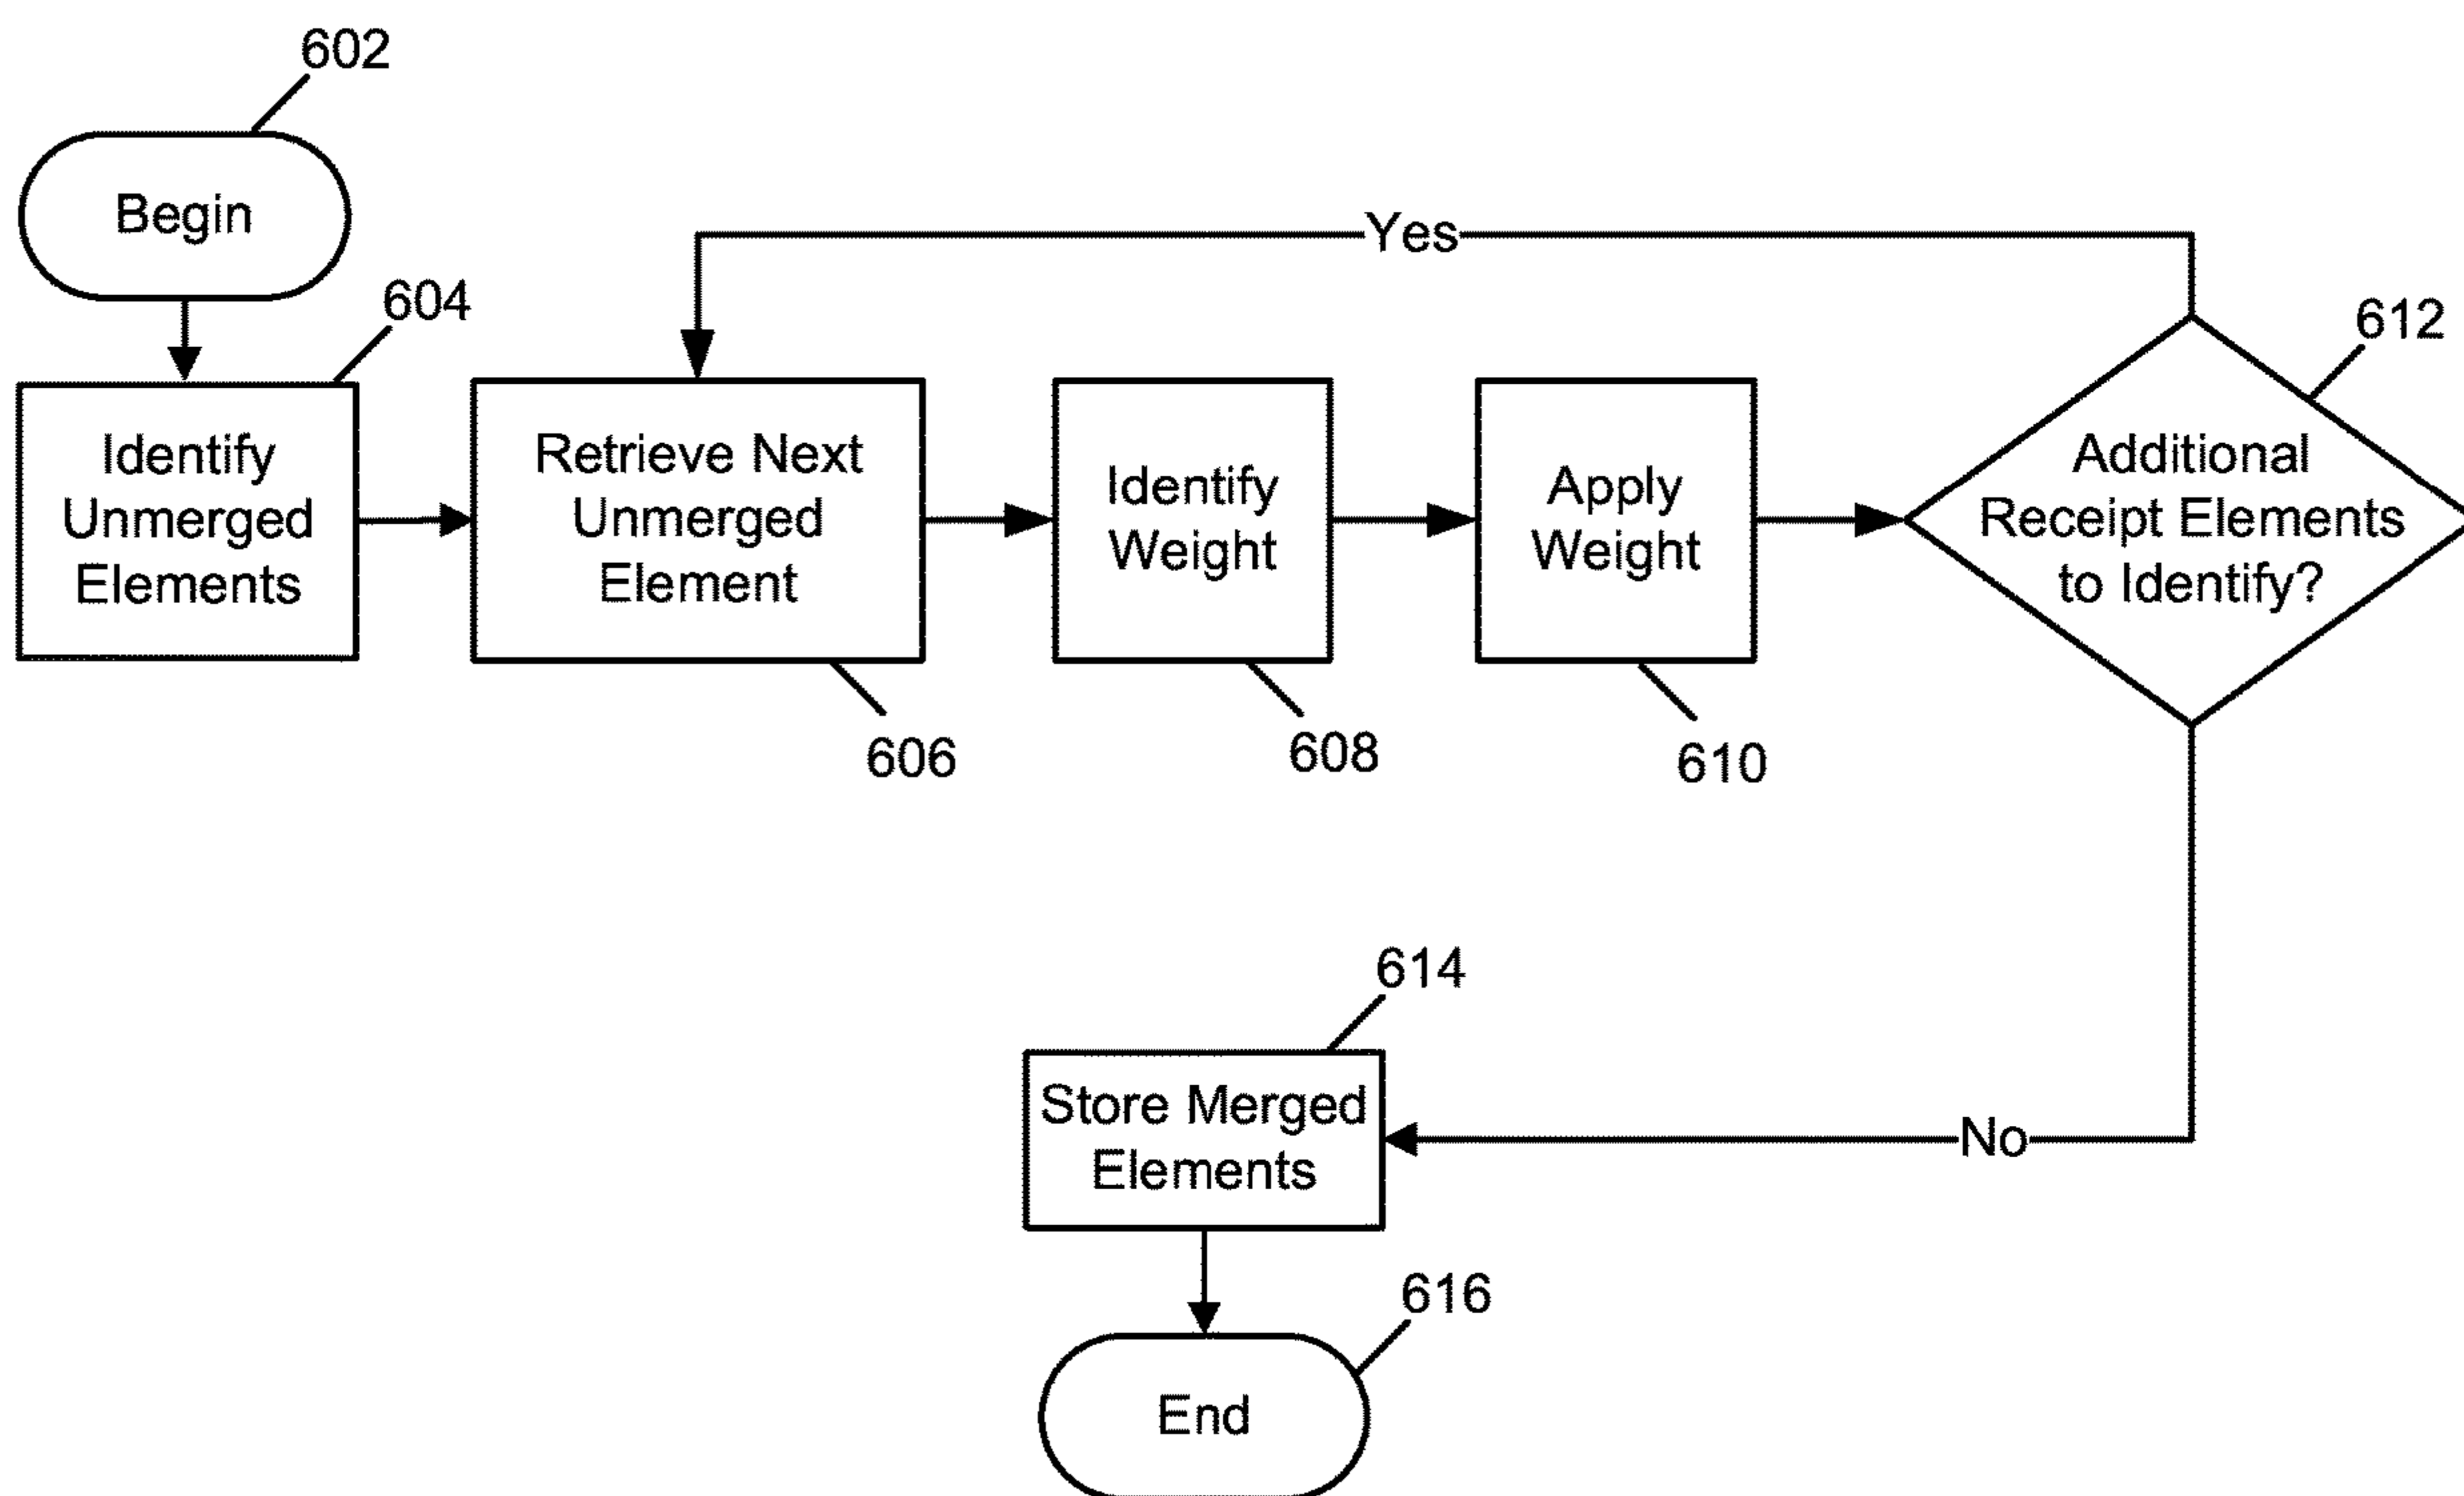 602
Begin
604
Identify
Unmerged
Elements
Yes
Retrieve Next
Unmerged
Element
606
Identify
Weight
608
Apply
Weight
610
612
Additional
Receipt Elements
to Identify?
No
614
Store Merged
Elements
616
End